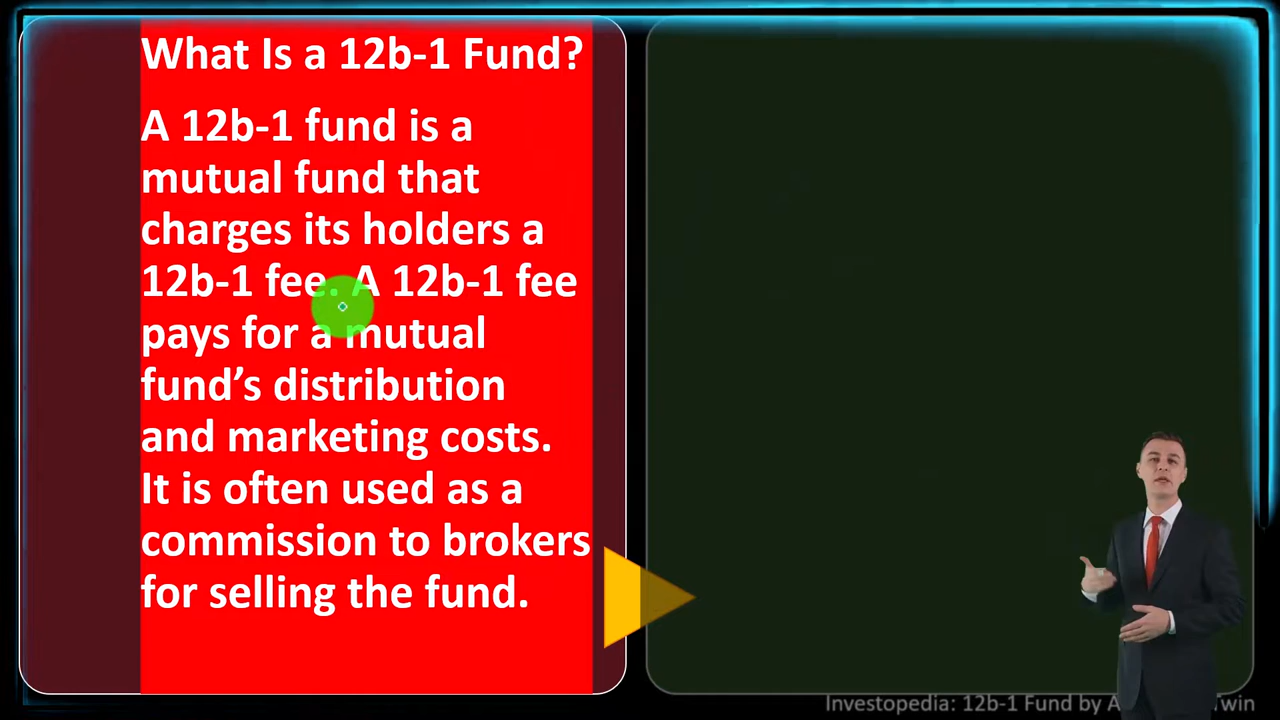 What Is a 12b-1 Fund?
A 12b-1 fund is a
mutual fund that
charges its holders a
12b-1 fee. A 12b-1 fee
pays for a mutual
fund’s distribution
and marketing costs.
It is often used as a
commission to brokers
for selling the fund.
Investopedia: 12b-1 Fund by A Twin